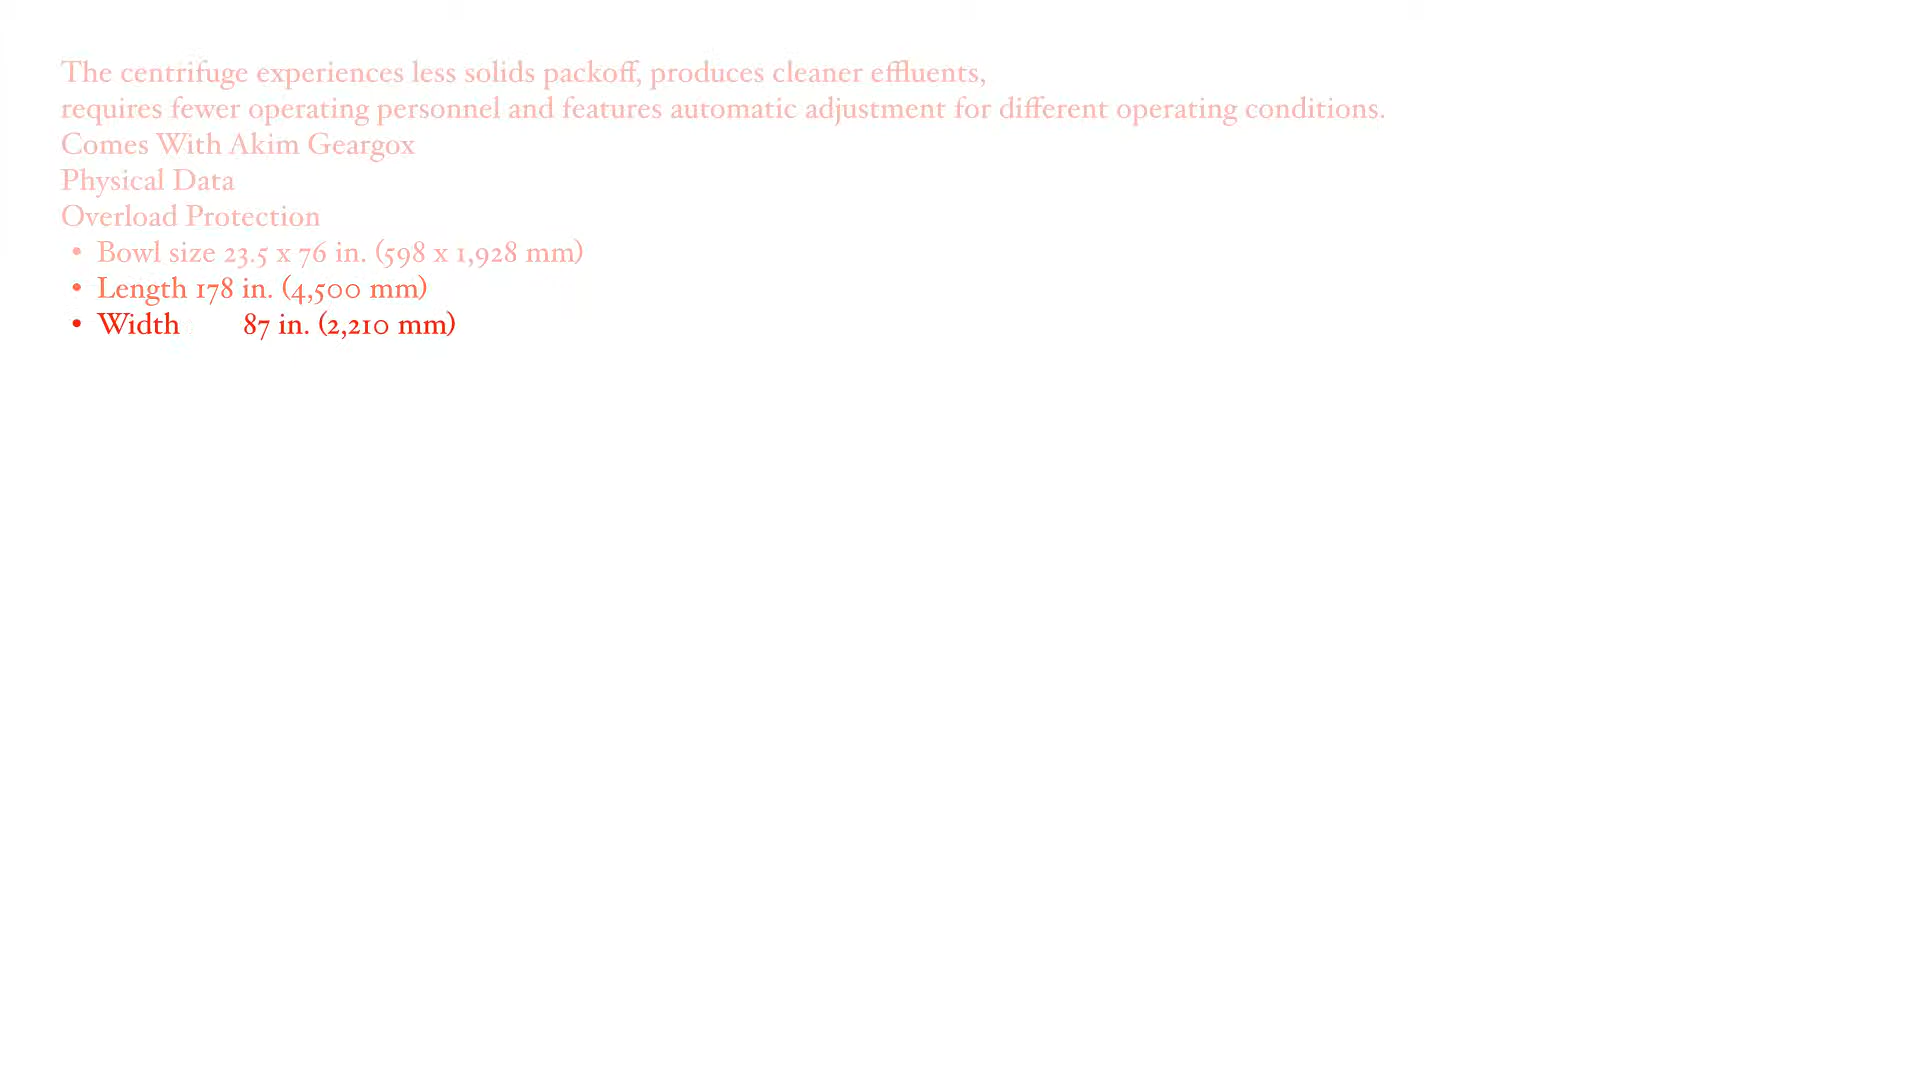 The centrifuge experiences less solids packoff, produces cleaner effluents,
requires fewer operating personnel and features automatic adjustment for different operating conditions.
Comes With Akim Geargox
Physical Data
Overload Protection
• Bowl size 23.5 x 76 in. (598 x 1,928 mm)
• Length 178 in. (4,500 mm)
• Width 87 in. (2,210 mm)